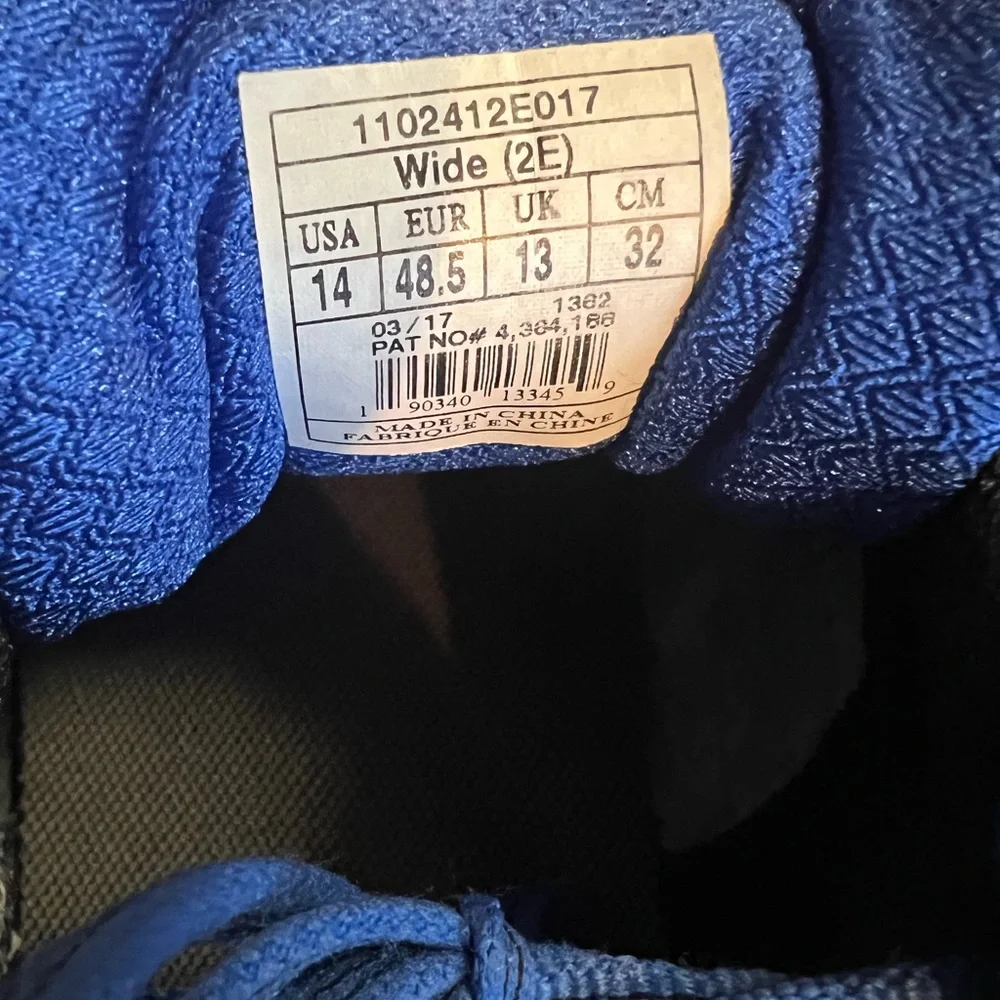 1102412E017
Wide (2E)
USA EUR UK CM
14 48.5 13 32
03/17 1362
PAT NO# 4,364,186
1 90340 13345 9
MADE IN CHINA
FABRIQUE EN CHINE